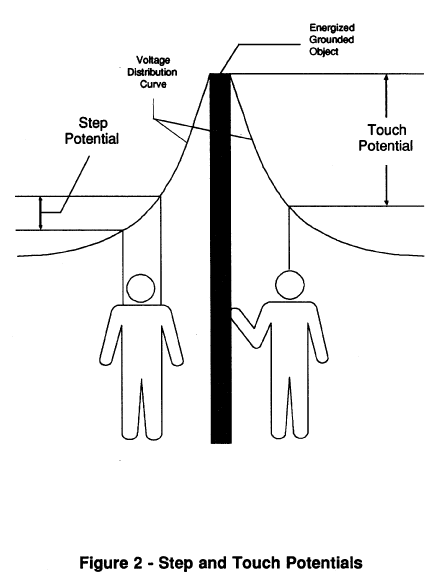 Energized
Grounded
Object
Voltage
Distribution
Curve
Step
Potential
Touch
Potential
Figure 2 - Step and Touch Potentials